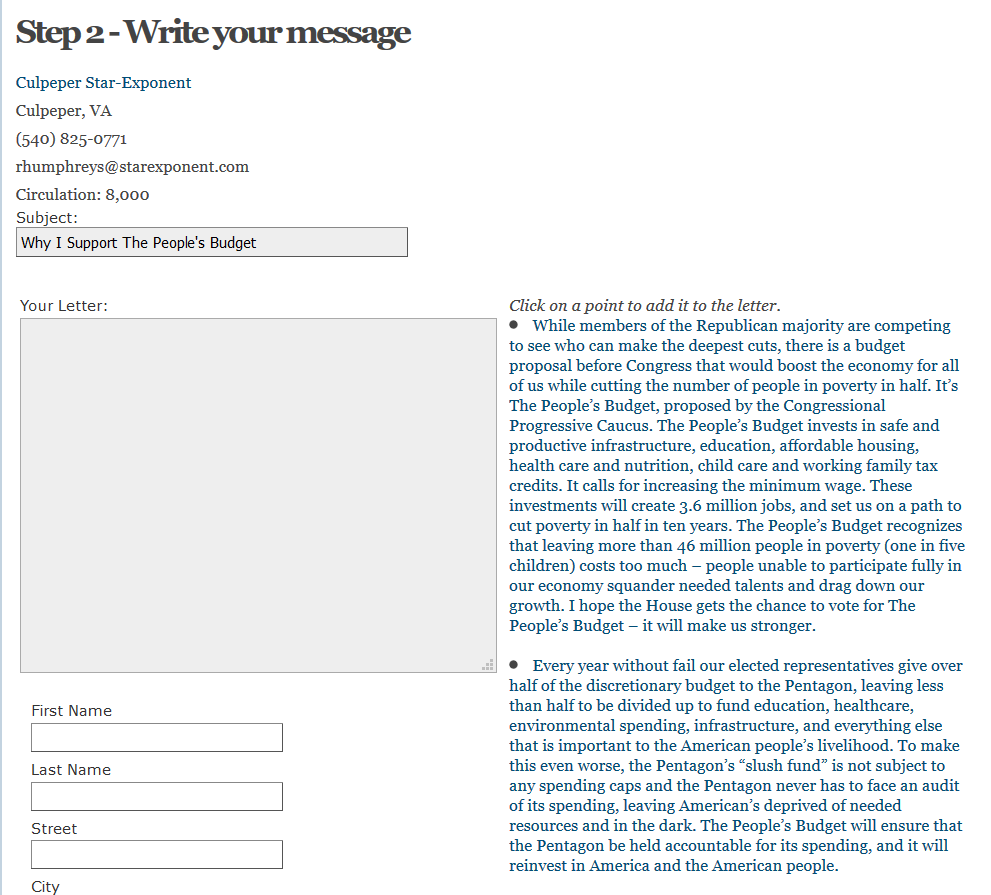 Step 2 - Write your message
Culpeper Star-Exponent
Culpeper, VA
(540) 825-0771
rhumphreys@starexponent.com
Circulation: 8,000
Subject:
Why I Support The People's Budget
Your Letter:
Click on a point to add it to the letter.
● While members of the Republican majority are competing
to see who can make the deepest cuts, there is a budget
proposal before Congress that would boost the economy for all
of us while cutting the number of people in poverty in half. It’s
The People’s Budget, proposed by the Congressional
Progressive Caucus. The People’s Budget invests in safe and
productive infrastructure, education, affordable housing,
health care and nutrition, child care and working family tax
credits. It calls for increasing the minimum wage. These
investments will create 3.6 million jobs, and set us on a path to
cut poverty in half in ten years. The People’s Budget recognizes
that leaving more than 46 million people in poverty (one in five
children) costs too much – people unable to participate fully in
our economy squander needed talents and drag down our
growth. I hope the House gets the chance to vote for The
People’s Budget – it will make us stronger.
● Every year without fail our elected representatives give over
half of the discretionary budget to the Pentagon, leaving less
than half to be divided up to fund education, healthcare,
environmental spending, infrastructure, and everything else
that is important to the American people’s livelihood. To make
this even worse, the Pentagon’s “slush fund” is not subject to
any spending caps and the Pentagon never has to face an audit
of its spending, leaving American’s deprived of needed
resources and in the dark. The People’s Budget will ensure that
the Pentagon be held accountable for its spending, and it will
reinvest in America and the American people.
First Name
Last Name
Street
City